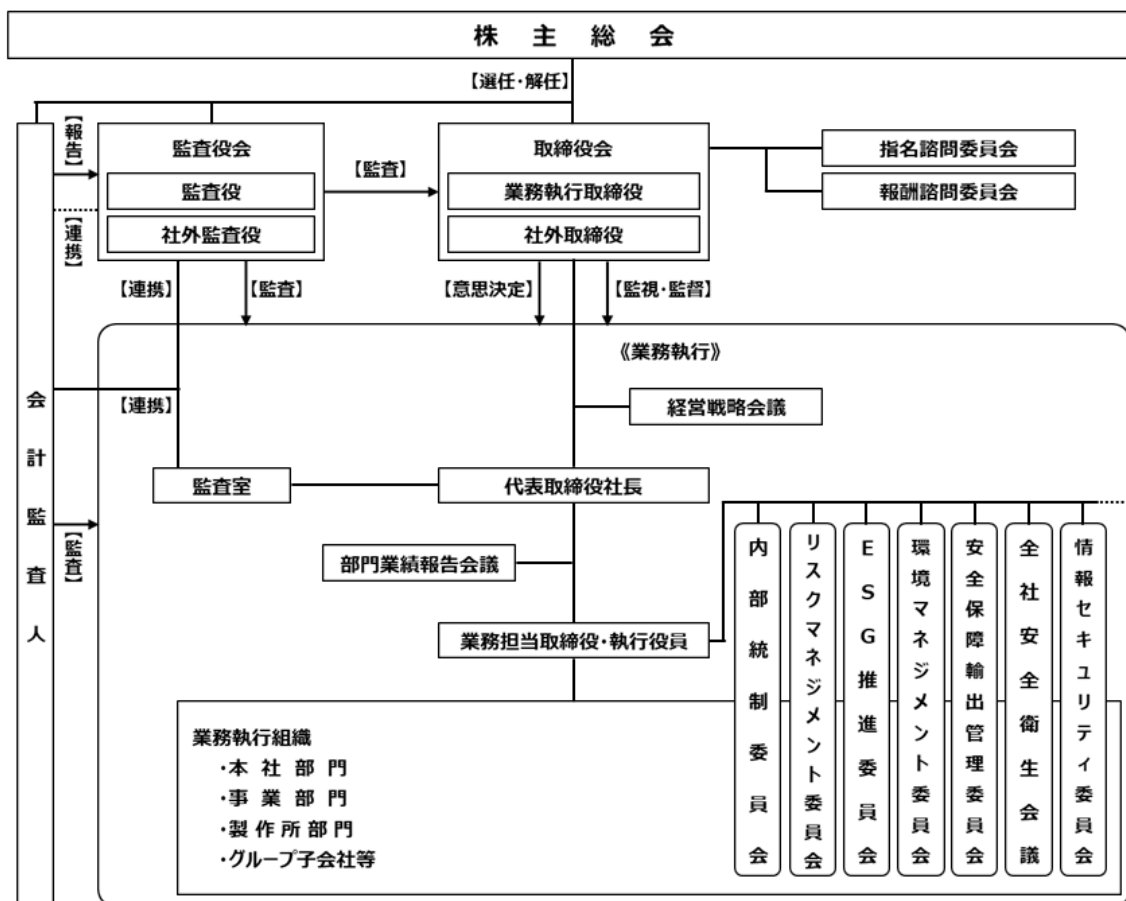 株主総会
【選任・解任】
【報告】
監査役会
監査役
社外監査役
【監査】
取締役会
業務執行取締役
社外取締役
指名諮問委員会
報酬諮問委員会
【連携】
【連携】
【監査】
【意思決定】
【監視・監督】
《業務執行》
会計監査人
【連携】
経営戦略会議
監査室
代表取締役社長
【監査】
部門業績報告会議
業務担当取締役・執行役員
内部統制委員会
リスクマネジメント委員会
ESG推進委員会
環境マネジメント委員会
安全保障輸出管理委員会
全社安全衛生会議
情報セキュリティ委員会
業務執行組織
・本社部門
・事業部門
・製作所部門
・グループ子会社等